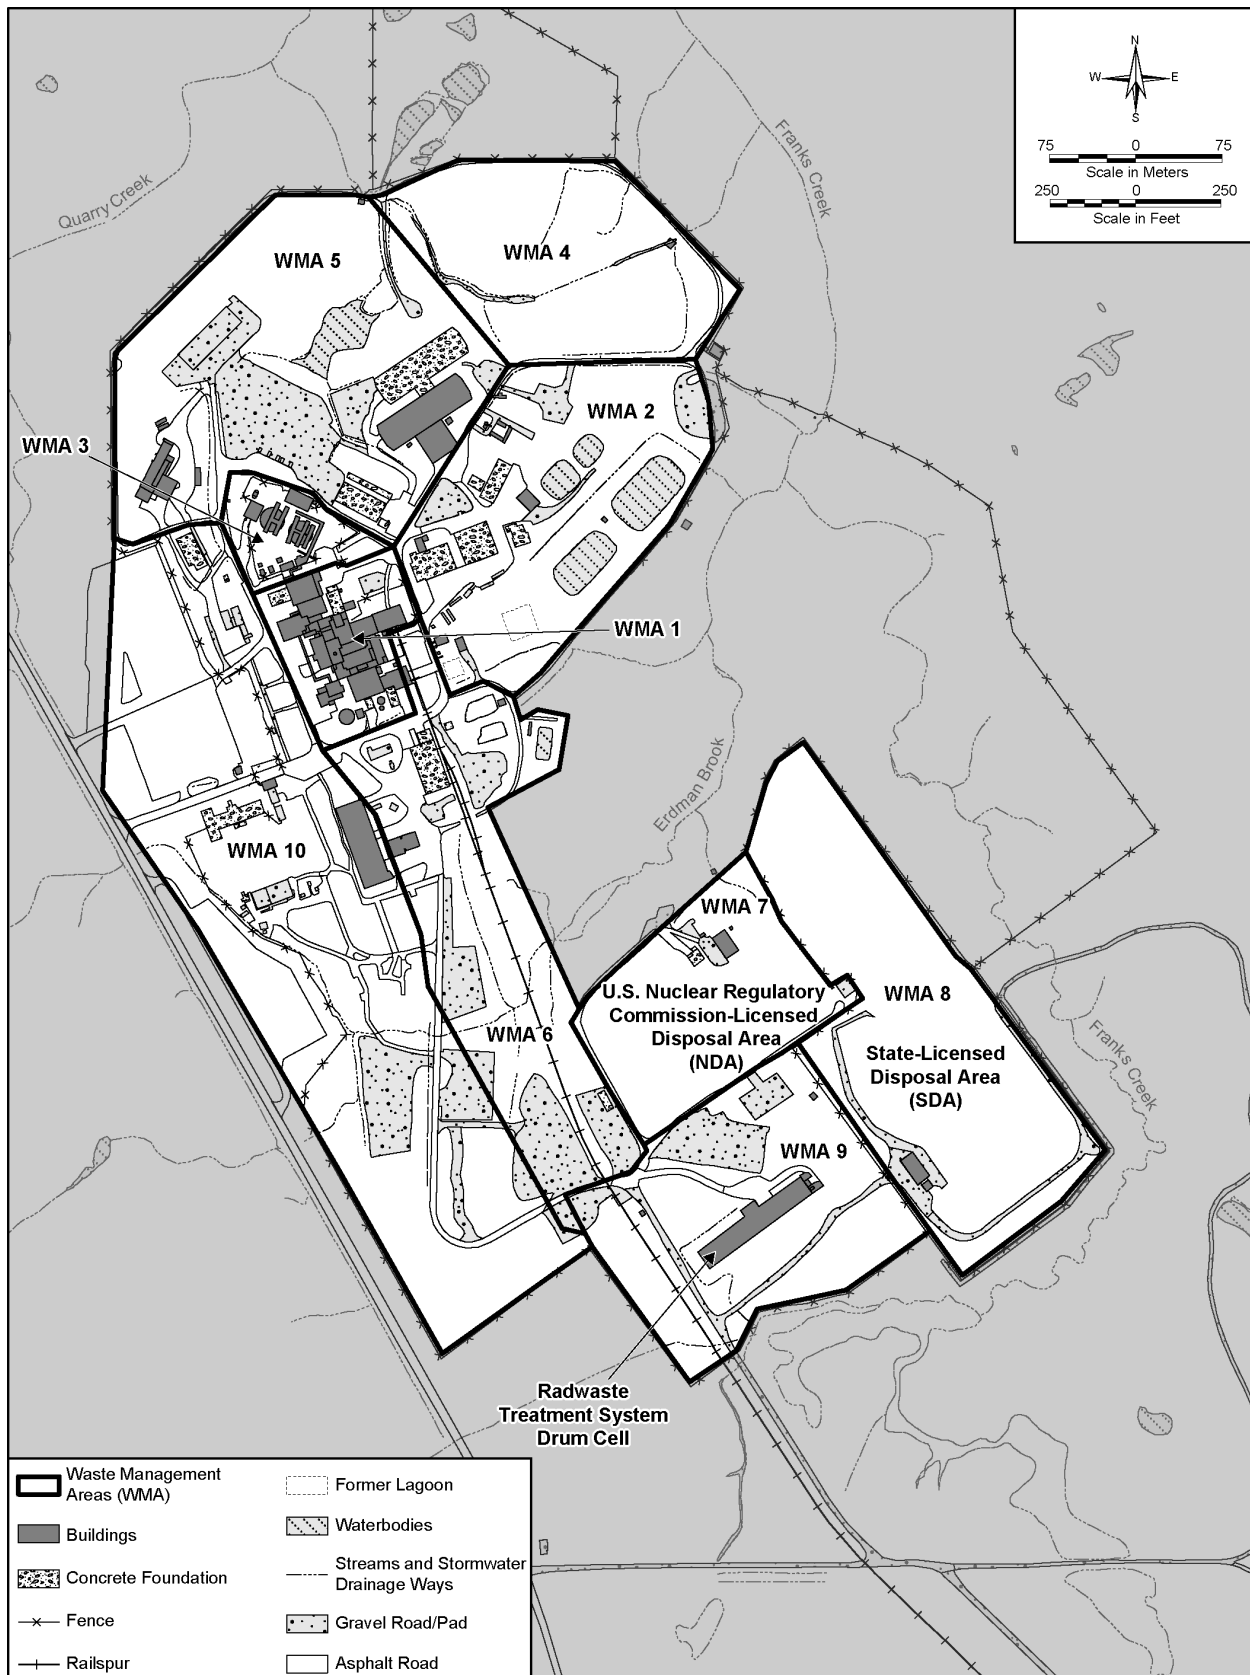 N
W
E
S
75
0
75
Scale in Meters
250
0
250
Scale in Feet
Franks Creek
Quarry Creek
WMA 5
WMA 4
WMA 2
WMA 3
WMA 1
Erdman Brook
WMA 10
WMA 7
WMA 8
U.S. Nuclear Regulatory
Commission-Licensed
Disposal Area
(NDA)
WMA 6
State-Licensed
Disposal Area
(SDA)
Franks Creek
WMA 9
Radwaste
Treatment System
Drum Cell
Waste Management
Areas (WMA)
Buildings
Concrete Foundation
Fence
Railspur
Former Lagoon
Waterbodies
Streams and Stormwater
Drainage Ways
Gravel Road/Pad
Asphalt Road